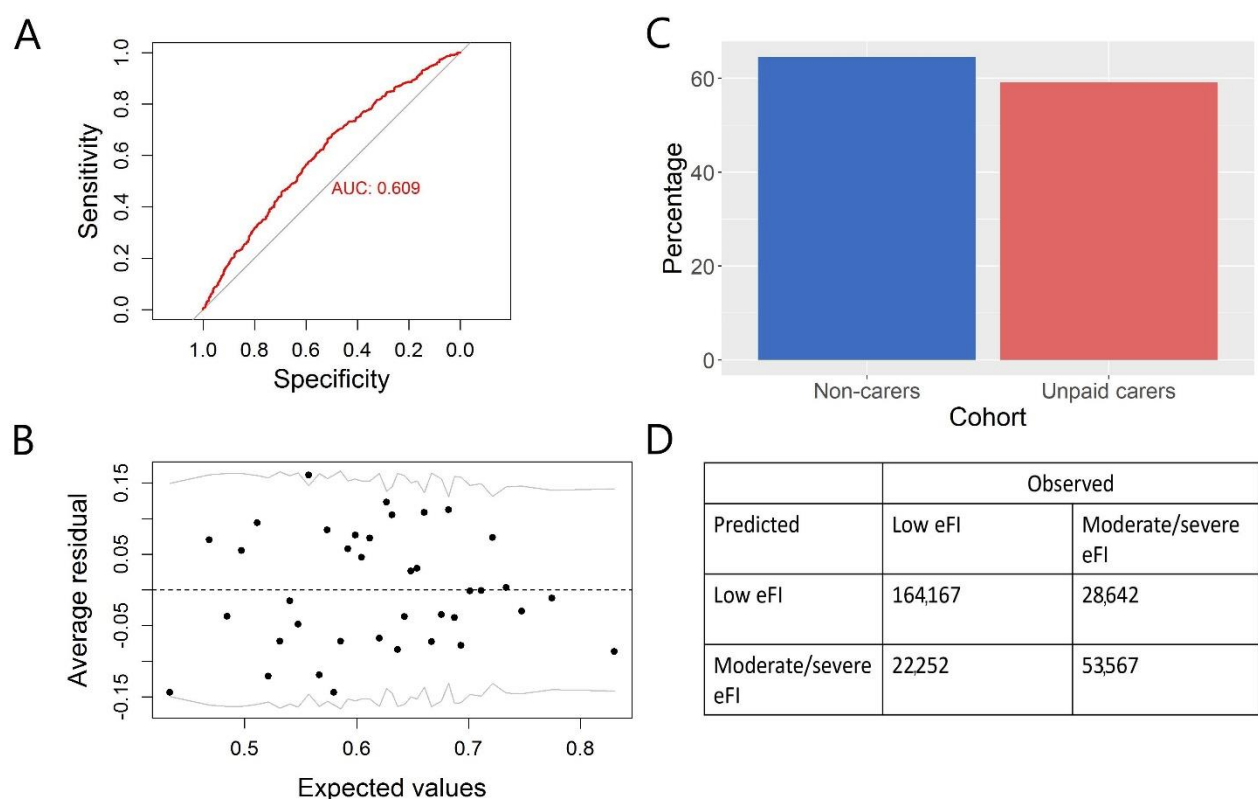 A
Sensitivity
1.0
0.8
0.6
0.4
0.2
0.0
AUC: 0.609
1.0 0.8 0.6 0.4 0.2 0.0
Specificity
B
Average residual
0.15
0.05
-0.05
-0.15
0.5 0.6 0.7 0.8
Expected values
C
Percentage
60
40
20
0
Non-carers Unpaid carers
Cohort
D
Observed
Predicted Low eFI Moderate/severe
eFI
Low eFI 164,167 28,642
Moderate/severe 22,252 53,567
eFI